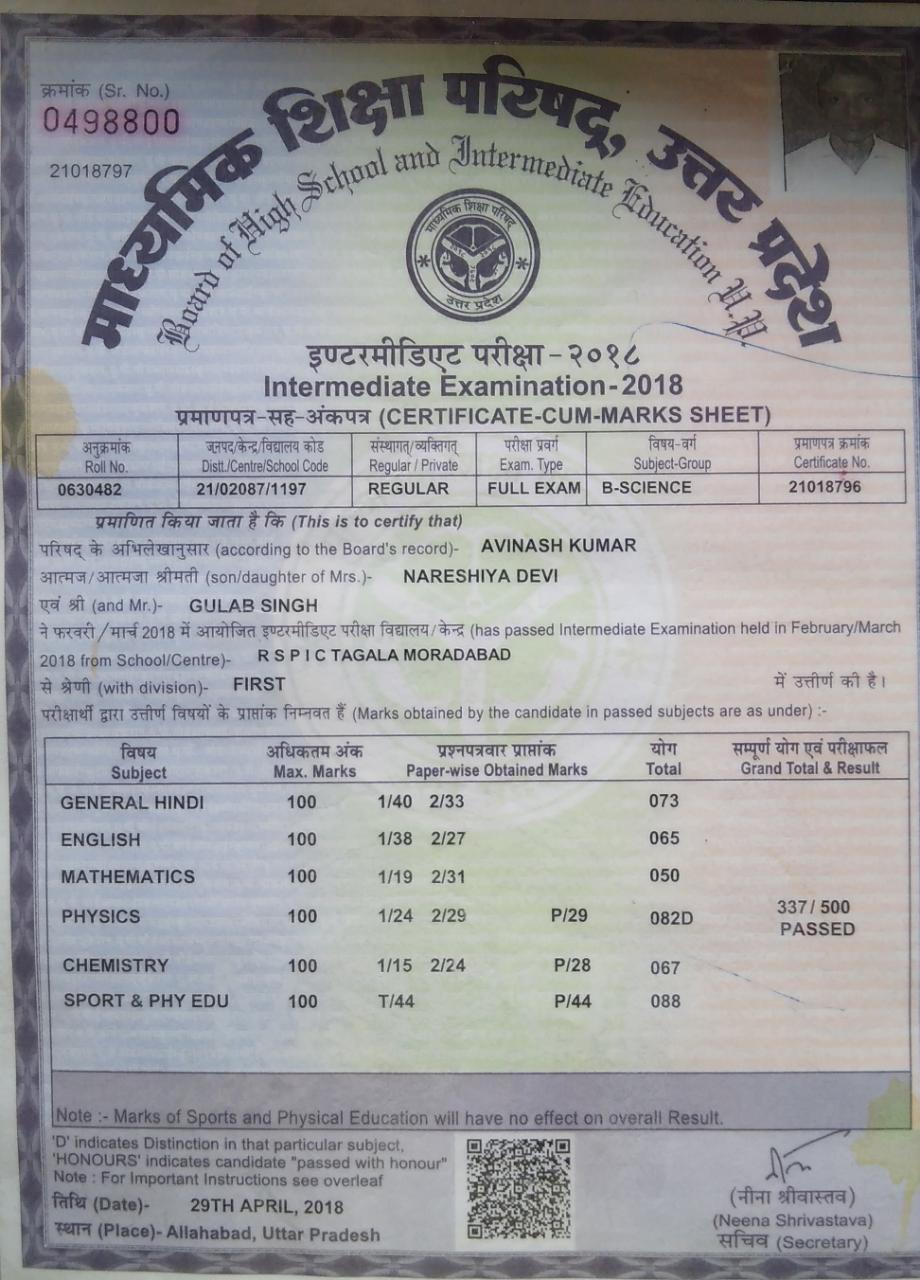 क्रमांक (Sr. No.)
0498800
21018797
माध्यमिक शिक्षा परिषद्, उत्तर प्रदेश
Board of High School and Intermediate Education U.P.
माध्यमिक शिक्षा परिषद्
उत्तर प्रदेश
इण्टरमीडिएट परीक्षा - २०१८
Intermediate Examination - 2018
प्रमाणपत्र-सह-अंकपत्र (CERTIFICATE-CUM-MARKS SHEET)
अनुक्रमांक जनपद/केन्द्र/विद्यालय कोड संस्थागत्/व्यक्तिगत् परीक्षा प्रवर्ग विषय-वर्ग प्रमाणपत्र क्रमांक
Roll No. Distt./Centre/School Code Regular / Private Exam. Type Subject-Group Certificate No.
0630482 21/02087/1197 REGULAR FULL EXAM B-SCIENCE 21018796
प्रमाणित किया जाता है कि (This is to certify that)
परिषद् के अभिलेखानुसार (according to the Board's record)- AVINASH KUMAR
आत्मज/आत्मजा श्रीमती (son/daughter of Mrs.)- NARESHIYA DEVI
एवं श्री (and Mr.)- GULAB SINGH
ने फरवरी/मार्च 2018 में आयोजित इण्टरमीडिएट परीक्षा विद्यालय/केन्द्र (has passed Intermediate Examination held in February/March
2018 from School/Centre)- R S P I C TAGALA MORADABAD
से श्रेणी (with division)- FIRST में उत्तीर्ण की है।
परीक्षार्थी द्वारा उत्तीर्ण विषयों के प्राप्तांक निम्नवत हैं (Marks obtained by the candidate in passed subjects are as under) :-
विषय अधिकतम अंक प्रश्नपत्रवार प्राप्तांक योग सम्पूर्ण योग एवं परीक्षाफल
Subject Max. Marks Paper-wise Obtained Marks Total Grand Total & Result
GENERAL HINDI 100 1/40 2/33 073
ENGLISH 100 1/38 2/27 065
MATHEMATICS 100 1/19 2/31 050
PHYSICS 100 1/24 2/29 P/29 082D 337/ 500
PASSED
CHEMISTRY 100 1/15 2/24 P/28 067
SPORT & PHY EDU 100 T/44 P/44 088
Note :- Marks of Sports and Physical Education will have no effect on overall Result.
'D' indicates Distinction in that particular subject,
'HONOURS' indicates candidate "passed with honour"
Note : For Important Instructions see overleaf
तिथि (Date)- 29TH APRIL, 2018
स्थान (Place)- Allahabad, Uttar Pradesh
(नीना श्रीवास्तव)
(Neena Shrivastava)
सचिव (Secretary)